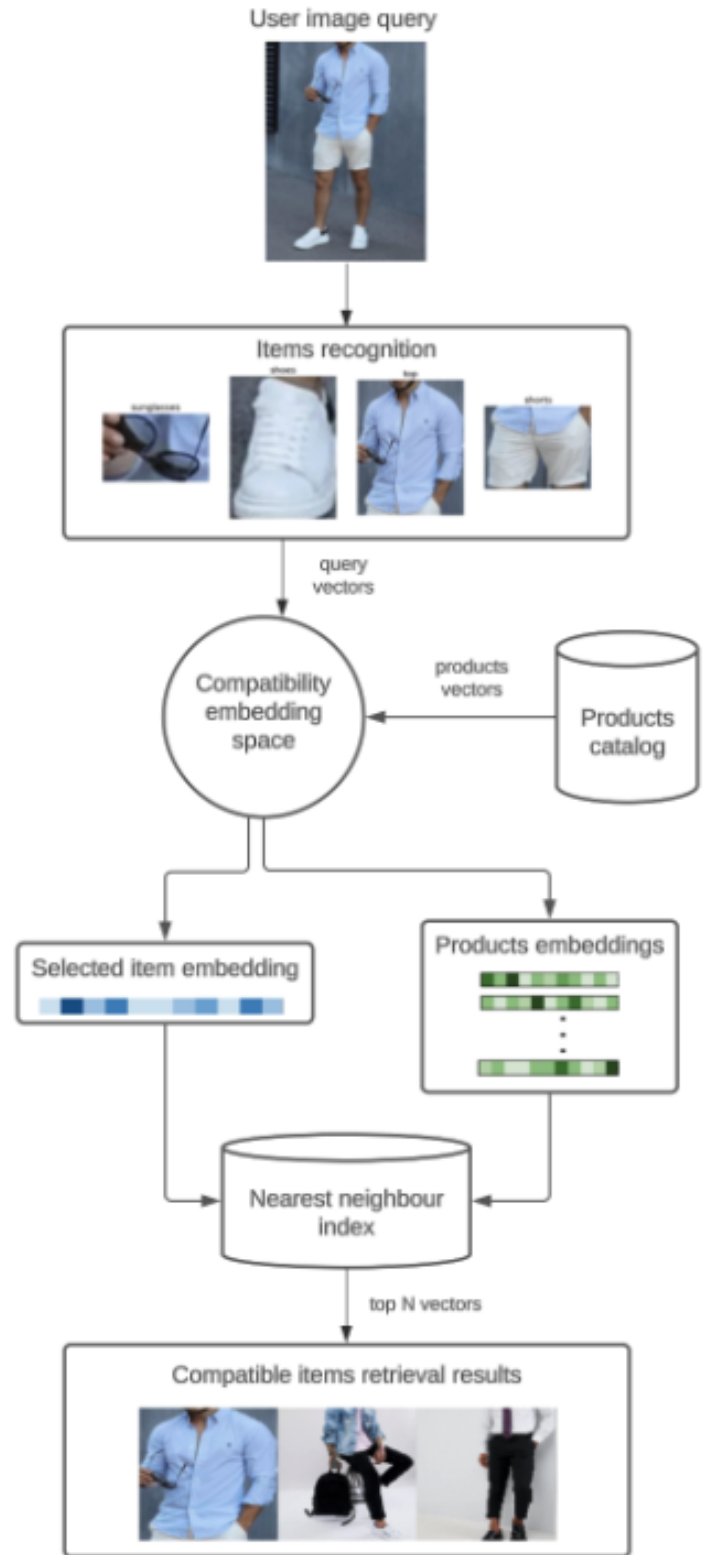 User image query
Items recognition
sunglasses
shoes
top
shorts
query
vectors
Compatibility
embedding
space
products
vectors
Products
catalog
Selected item embedding
Products embeddings
Nearest neighbour
index
top N vectors
Compatible items retrieval results